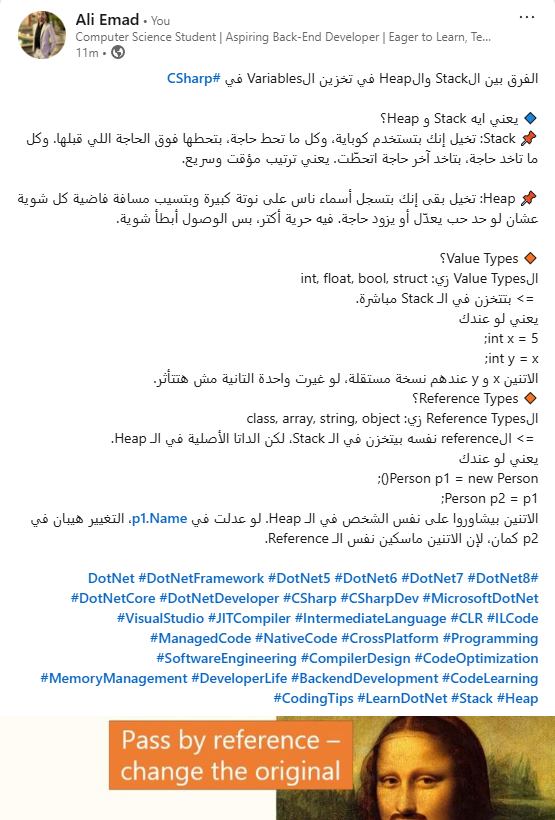 Ali Emad • You
Computer Science Student | Aspiring Back-End Developer | Eager to Learn, Te...
11m •
الفرق بين الStack والHeap في تخزين الVariables في #CSharp
🔷 يعني ايه Stack و Heap؟
📌 Stack: تخيل إنك بتستخدم كوباية، وكل ما تحط حاجة، بتحطها فوق الحاجة اللي قبلها. وكل
ما تاخد حاجة، بتاخد آخر حاجة اتحطّت. يعني ترتيب مؤقت وسريع.
📌 Heap: تخيل بقى إنك بتسجل أسماء ناس على نوتة كبيرة وبتسيب مسافة فاضية كل شوية
عشان لو حد حب يعدّل أو يزود حاجة. فيه حرية أكتر، بس الوصول أبطأ شوية.
🔶 Value Types؟
الValue Types زي: int, float, bool, struct
=> بتتخزن في الـ Stack مباشرة.
يعني لو عندك
int x = 5;
int y = x;
الاتنين x و y عندهم نسخة مستقلة، لو غيرت واحدة التانية مش هتتأثر.
🔶 Reference Types؟
الReference Types زي: class, array, string, object
=> الreference نفسه بيتخزن في الـ Stack، لكن الداتا الأصلية في الـ Heap.
يعني لو عندك
Person p1 = new Person();
Person p2 = p1;
الاتنين بيشاوروا على نفس الشخص في الـ Heap. لو عدلت في p1.Name، التغيير هيبان في
p2 كمان، لإن الاتنين ماسكين نفس الـ Reference.
#DotNet #DotNetFramework #DotNet5 #DotNet6 #DotNet7 #DotNet8
#DotNetCore #DotNetDeveloper #CSharp #CSharpDev #MicrosoftDotNet
#VisualStudio #JITCompiler #IntermediateLanguage #CLR #ILCode
#ManagedCode #NativeCode #CrossPlatform #Programming
#SoftwareEngineering #CompilerDesign #CodeOptimization
#MemoryManagement #DeveloperLife #BackendDevelopment #CodeLearning
#CodingTips #LearnDotNet #Stack #Heap
Pass by reference –
change the original